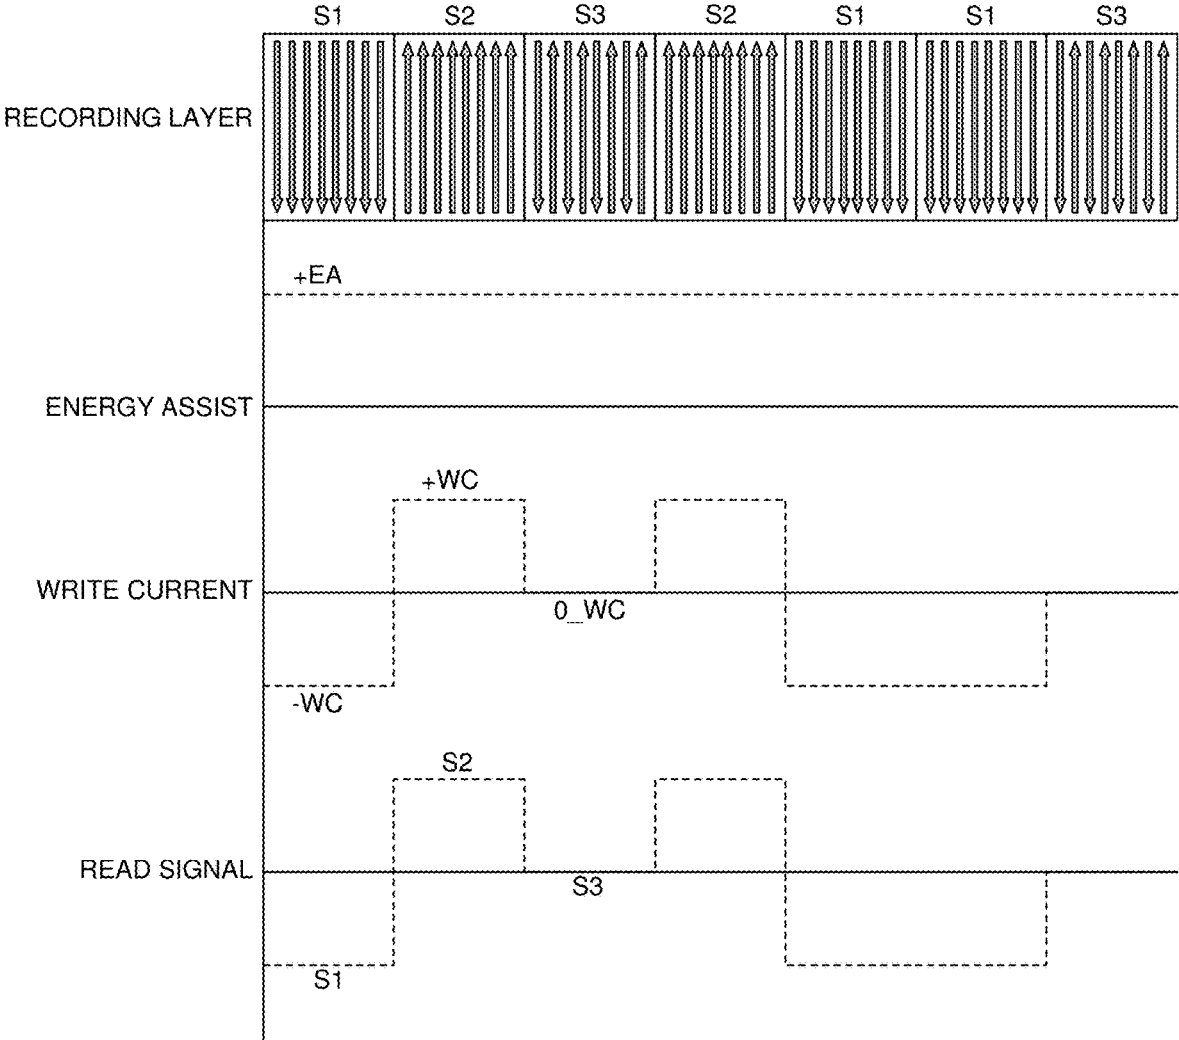 S1 S2 S3 S2 S1 S1 S3
RECORDING LAYER
+EA
ENERGY ASSIST
+WC
WRITE CURRENT
0_WC
-WC
S2
READ SIGNAL
S3
S1